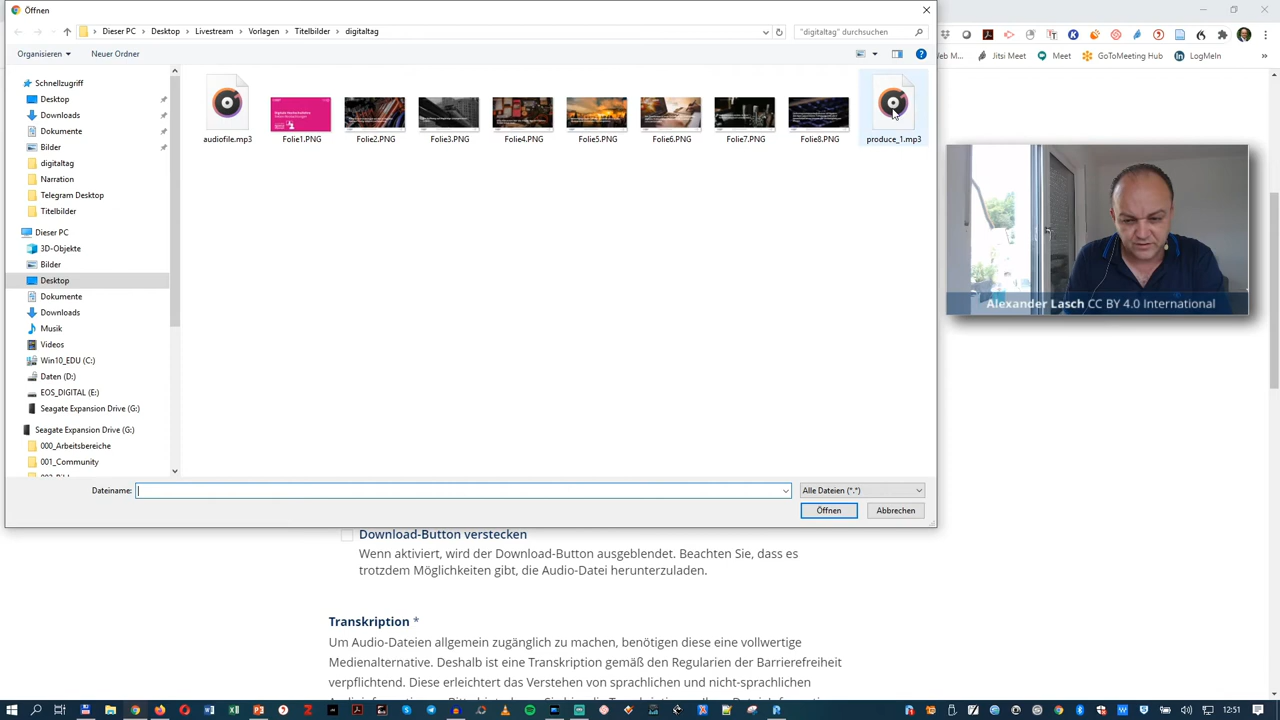 Öffnen
Dieser PC
Desktop
Livestream
Vorlagen
Titelbilder
digitaltag
"digitaltag" durchsuchen
Jitsi Meet
Meet
GoToMeeting Hub
LogMeIn
Organisieren
Neuer Ordner
Schnellzugriff
Desktop
Downloads
Dokumente
Bilder
digitaltag
Narration
Telegram Desktop
Titelbilder
Dieser PC
3D-Objekte
Bilder
Desktop
Dokumente
Downloads
Musik
Videos
Win10_EDU (C:)
Daten (D:)
EOS_DIGITAL (E:)
Seagate Expansion Drive (G:)
Seagate Expansion Drive (G:)
000_Arbeitsbereiche
001_Community
audiofile.mp3
Folie1.PNG
Folie2.PNG
Folie3.PNG
Folie4.PNG
Folie5.PNG
Folie6.PNG
Folie7.PNG
Folie8.PNG
produce_1.mp3
Alexander Lasch CC BY 4.0 International
Dateiname:
Alle Dateien (*.*)
Öffnen
Abbrechen
Download-Button verstecken
Wenn aktiviert, wird der Download-Button ausgeblendet. Beachten Sie, dass es
trotzdem Möglichkeiten gibt, die Audio-Datei herunterzuladen.
Transkription *
Um Audio-Dateien allgemein zugänglich zu machen, benötigen diese eine vollwertige
Medienalternative. Deshalb ist eine Transkription gemäß den Regularien der Barrierefreiheit
verpflichtend. Diese erleichtert das Verstehen von sprachlichen und nicht-sprachlichen
12:51